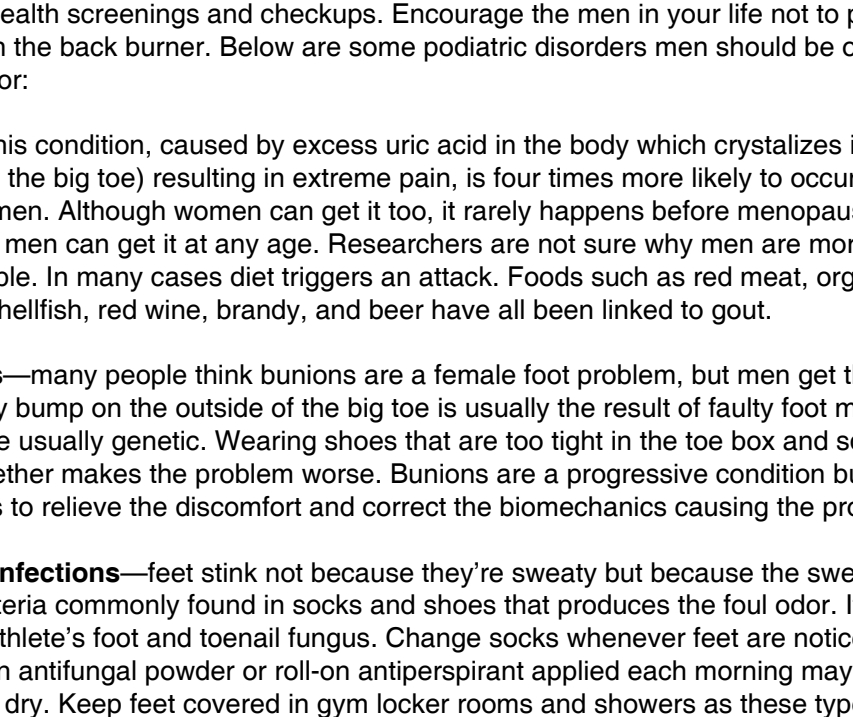 ealth screenings and checkups. Encourage the men in your life not to p
n the back burner. Below are some podiatric disorders men should be o
or:
his condition, caused by excess uric acid in the body which crystalizes i
the big toe) resulting in extreme pain, is four times more likely to occur
men. Although women can get it too, it rarely happens before menopaus
men can get it at any age. Researchers are not sure why men are mor
ble. In many cases diet triggers an attack. Foods such as red meat, org
hellfish, red wine, brandy, and beer have all been linked to gout.
s—many people think bunions are a female foot problem, but men get t
y bump on the outside of the big toe is usually the result of faulty foot m
e usually genetic. Wearing shoes that are too tight in the toe box and s
ether makes the problem worse. Bunions are a progressive condition bu
s to relieve the discomfort and correct the biomechanics causing the pro
nfections—feet stink not because they’re sweaty but because the swe
teria commonly found in socks and shoes that produces the foul odor. I
thlete’s foot and toenail fungus. Change socks whenever feet are notic
n antifungal powder or roll-on antiperspirant applied each morning may
dry. Keep feet covered in gym locker rooms and showers as these type